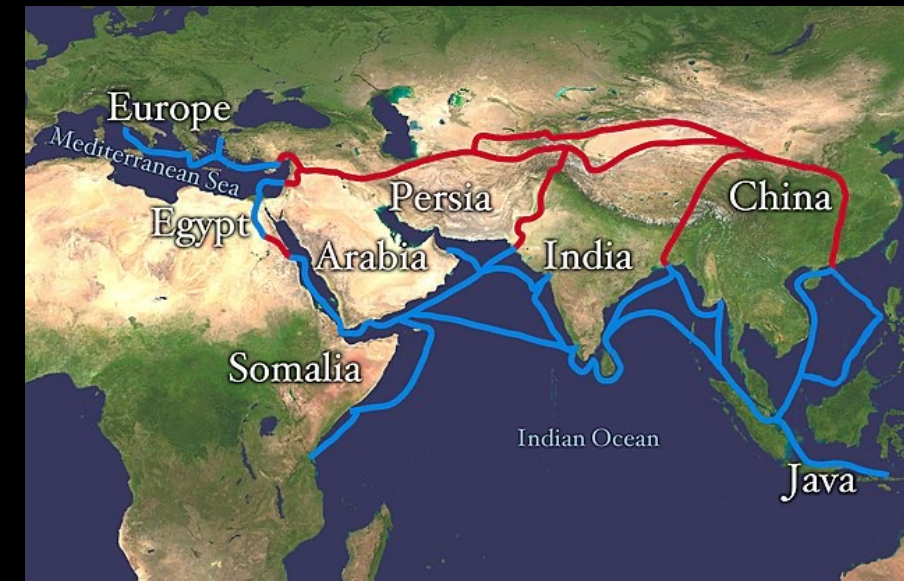 Europe
Mediterranean Sea
Egypt
Persia
Arabia
India
China
Somalia
Indian Ocean
Java